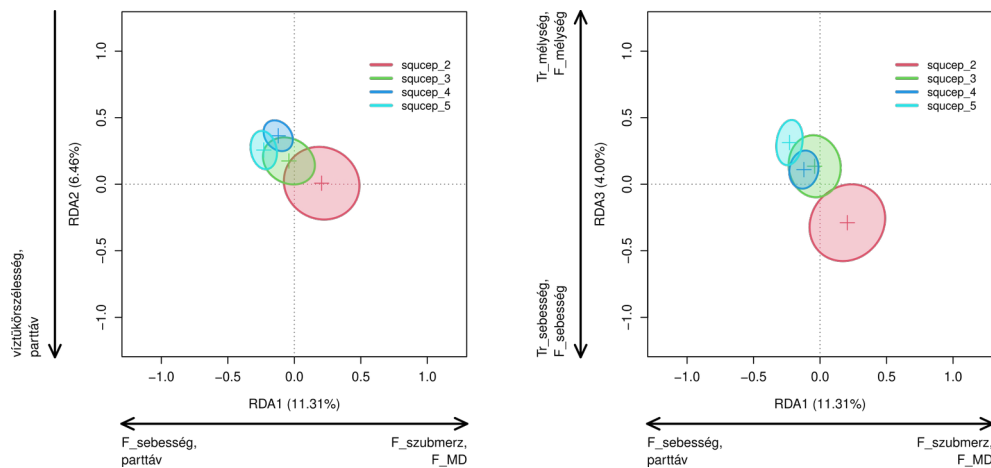 1.0
0.5
0.0
−0.5
−1.0
RDA2 (6.46%)
squcep_2
squcep_3
squcep_4
squcep_5
−1.0 −0.5 0.0 0.5 1.0
RDA1 (11.31%)
víztükörszélesség,
parttáv
F_sebesség,
parttáv
F_szubmerz,
F_MD
Tr_mélység,
F_mélység
Tr_sebesség,
F_sebesség
1.0
0.5
0.0
−0.5
−1.0
RDA3 (4.00%)
squcep_2
squcep_3
squcep_4
squcep_5
−1.0 −0.5 0.0 0.5 1.0
RDA1 (11.31%)
F_sebesség,
parttáv
F_szubmerz,
F_MD